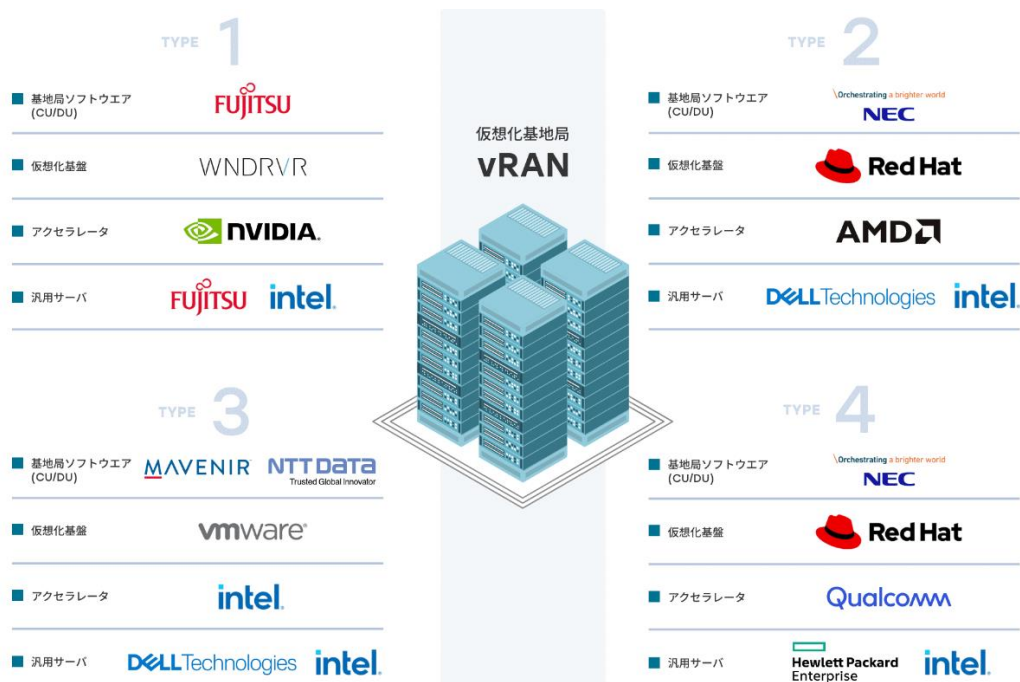 TYPE 1
基地局ソフトウエア
(CU/DU)
FUJITSU
仮想化基盤
WNDRVR
アクセラレータ
NVIDIA.
汎用サーバ
FUJITSU intel.
仮想化基地局
vRAN
TYPE 2
基地局ソフトウエア
(CU/DU)
\Orchestrating a brighter world
NEC
仮想化基盤
Red Hat
アクセラレータ
AMD
汎用サーバ
DELL Technologies intel.
TYPE 3
基地局ソフトウエア
(CU/DU)
MAVENIR NTT DATA
Trusted Global Innovator
仮想化基盤
vmware®
アクセラレータ
intel.
汎用サーバ
DELL Technologies intel.
TYPE 4
基地局ソフトウエア
(CU/DU)
\Orchestrating a brighter world
NEC
仮想化基盤
Red Hat
アクセラレータ
Qualcomm
汎用サーバ
Hewlett Packard
Enterprise
intel.